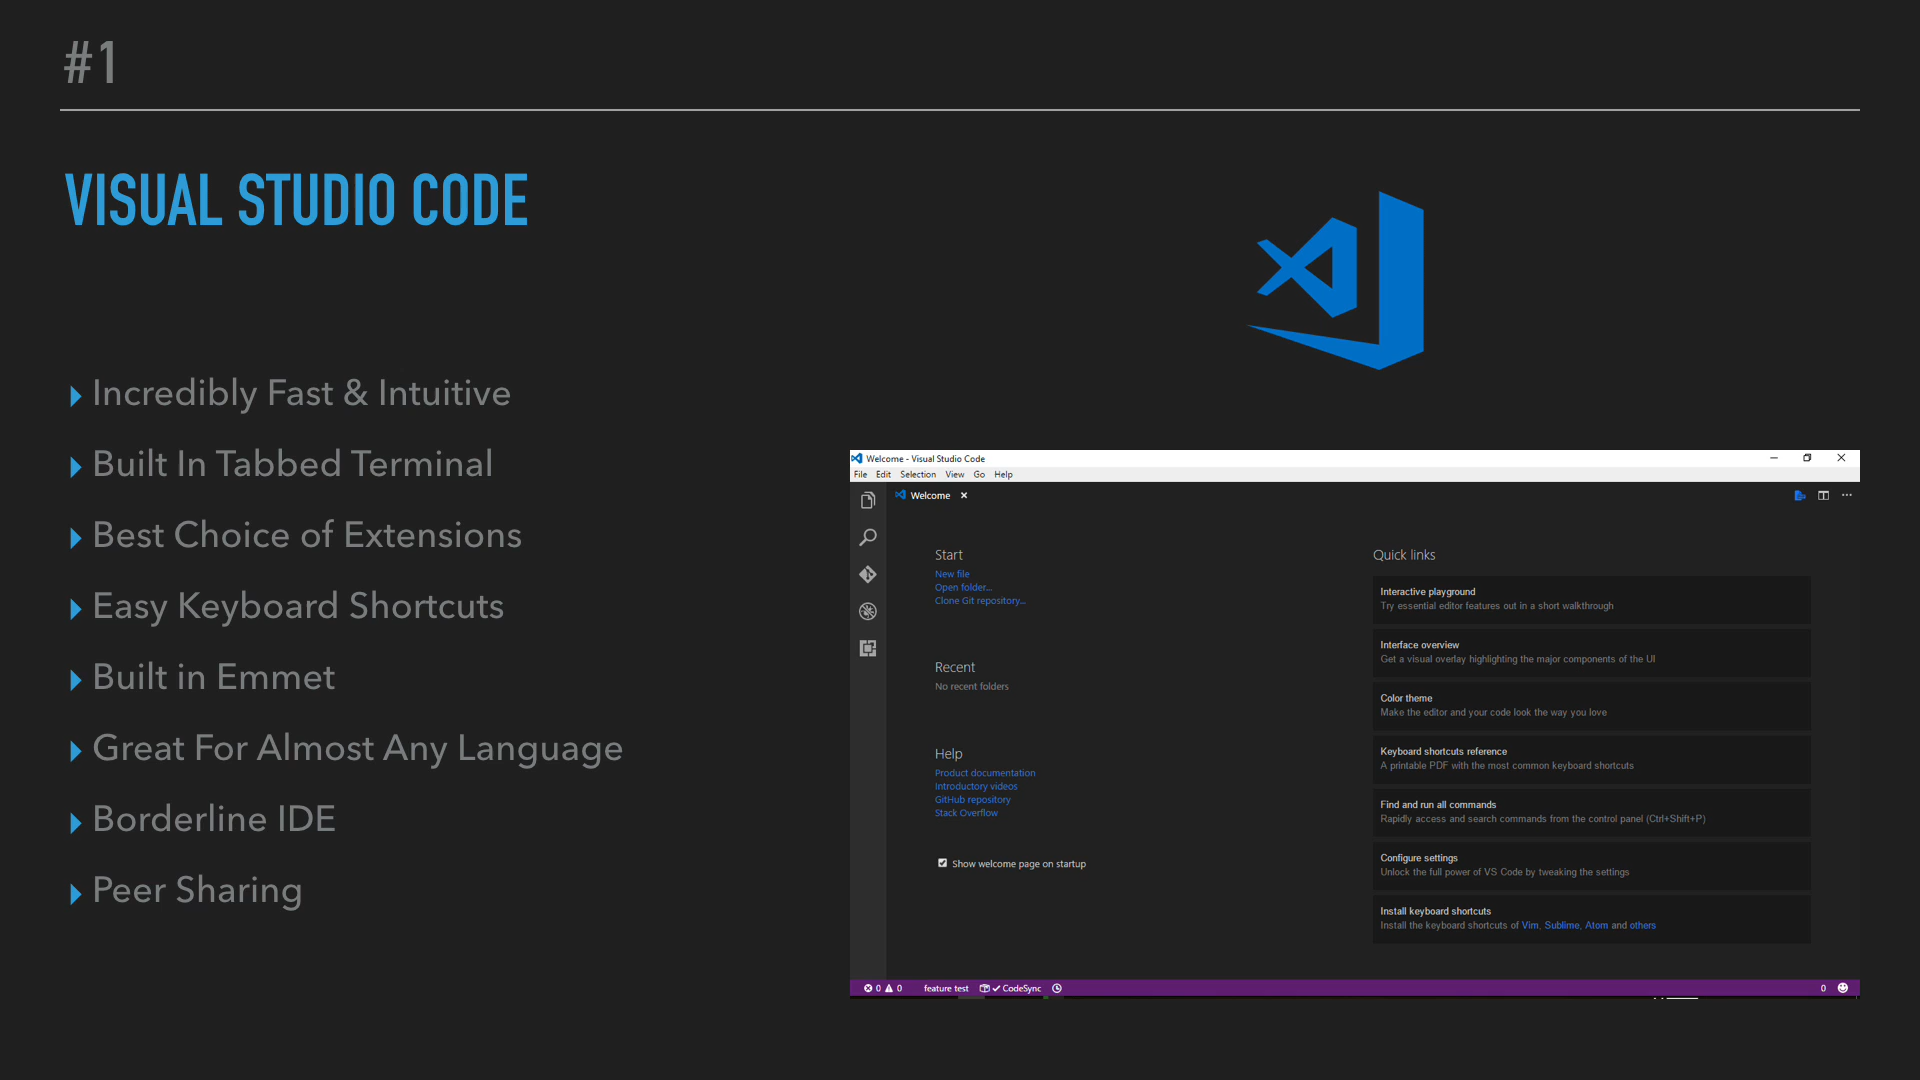 #1
VISUAL STUDIO CODE
Incredibly Fast & Intuitive
Built In Tabbed Terminal
Best Choice of Extensions
Easy Keyboard Shortcuts
Built in Emmet
Great For Almost Any Language
Borderline IDE
Peer Sharing
Welcome - Visual Studio Code
File Edit Selection View Go Help
Welcome
Start
New file
Open folder...
Clone Git repository...
Recent
No recent folders
Help
Product documentation
Introductory videos
GitHub repository
Stack Overflow
Show welcome page on startup
Quick links
Interactive playground
Try essential editor features out in a short walkthrough
Interface overview
Get a visual overlay highlighting the major components of the UI
Color theme
Make the editor and your code look the way you love
Keyboard shortcuts reference
A printable PDF with the most common keyboard shortcuts
Find and run all commands
Rapidly access and search commands from the control panel (Ctrl+Shift+P)
Configure settings
Unlock the full power of VS Code by tweaking the settings
Install keyboard shortcuts
Install the keyboard shortcuts of Vim, Sublime, Atom and others
0 0 feature test CodeSync 0